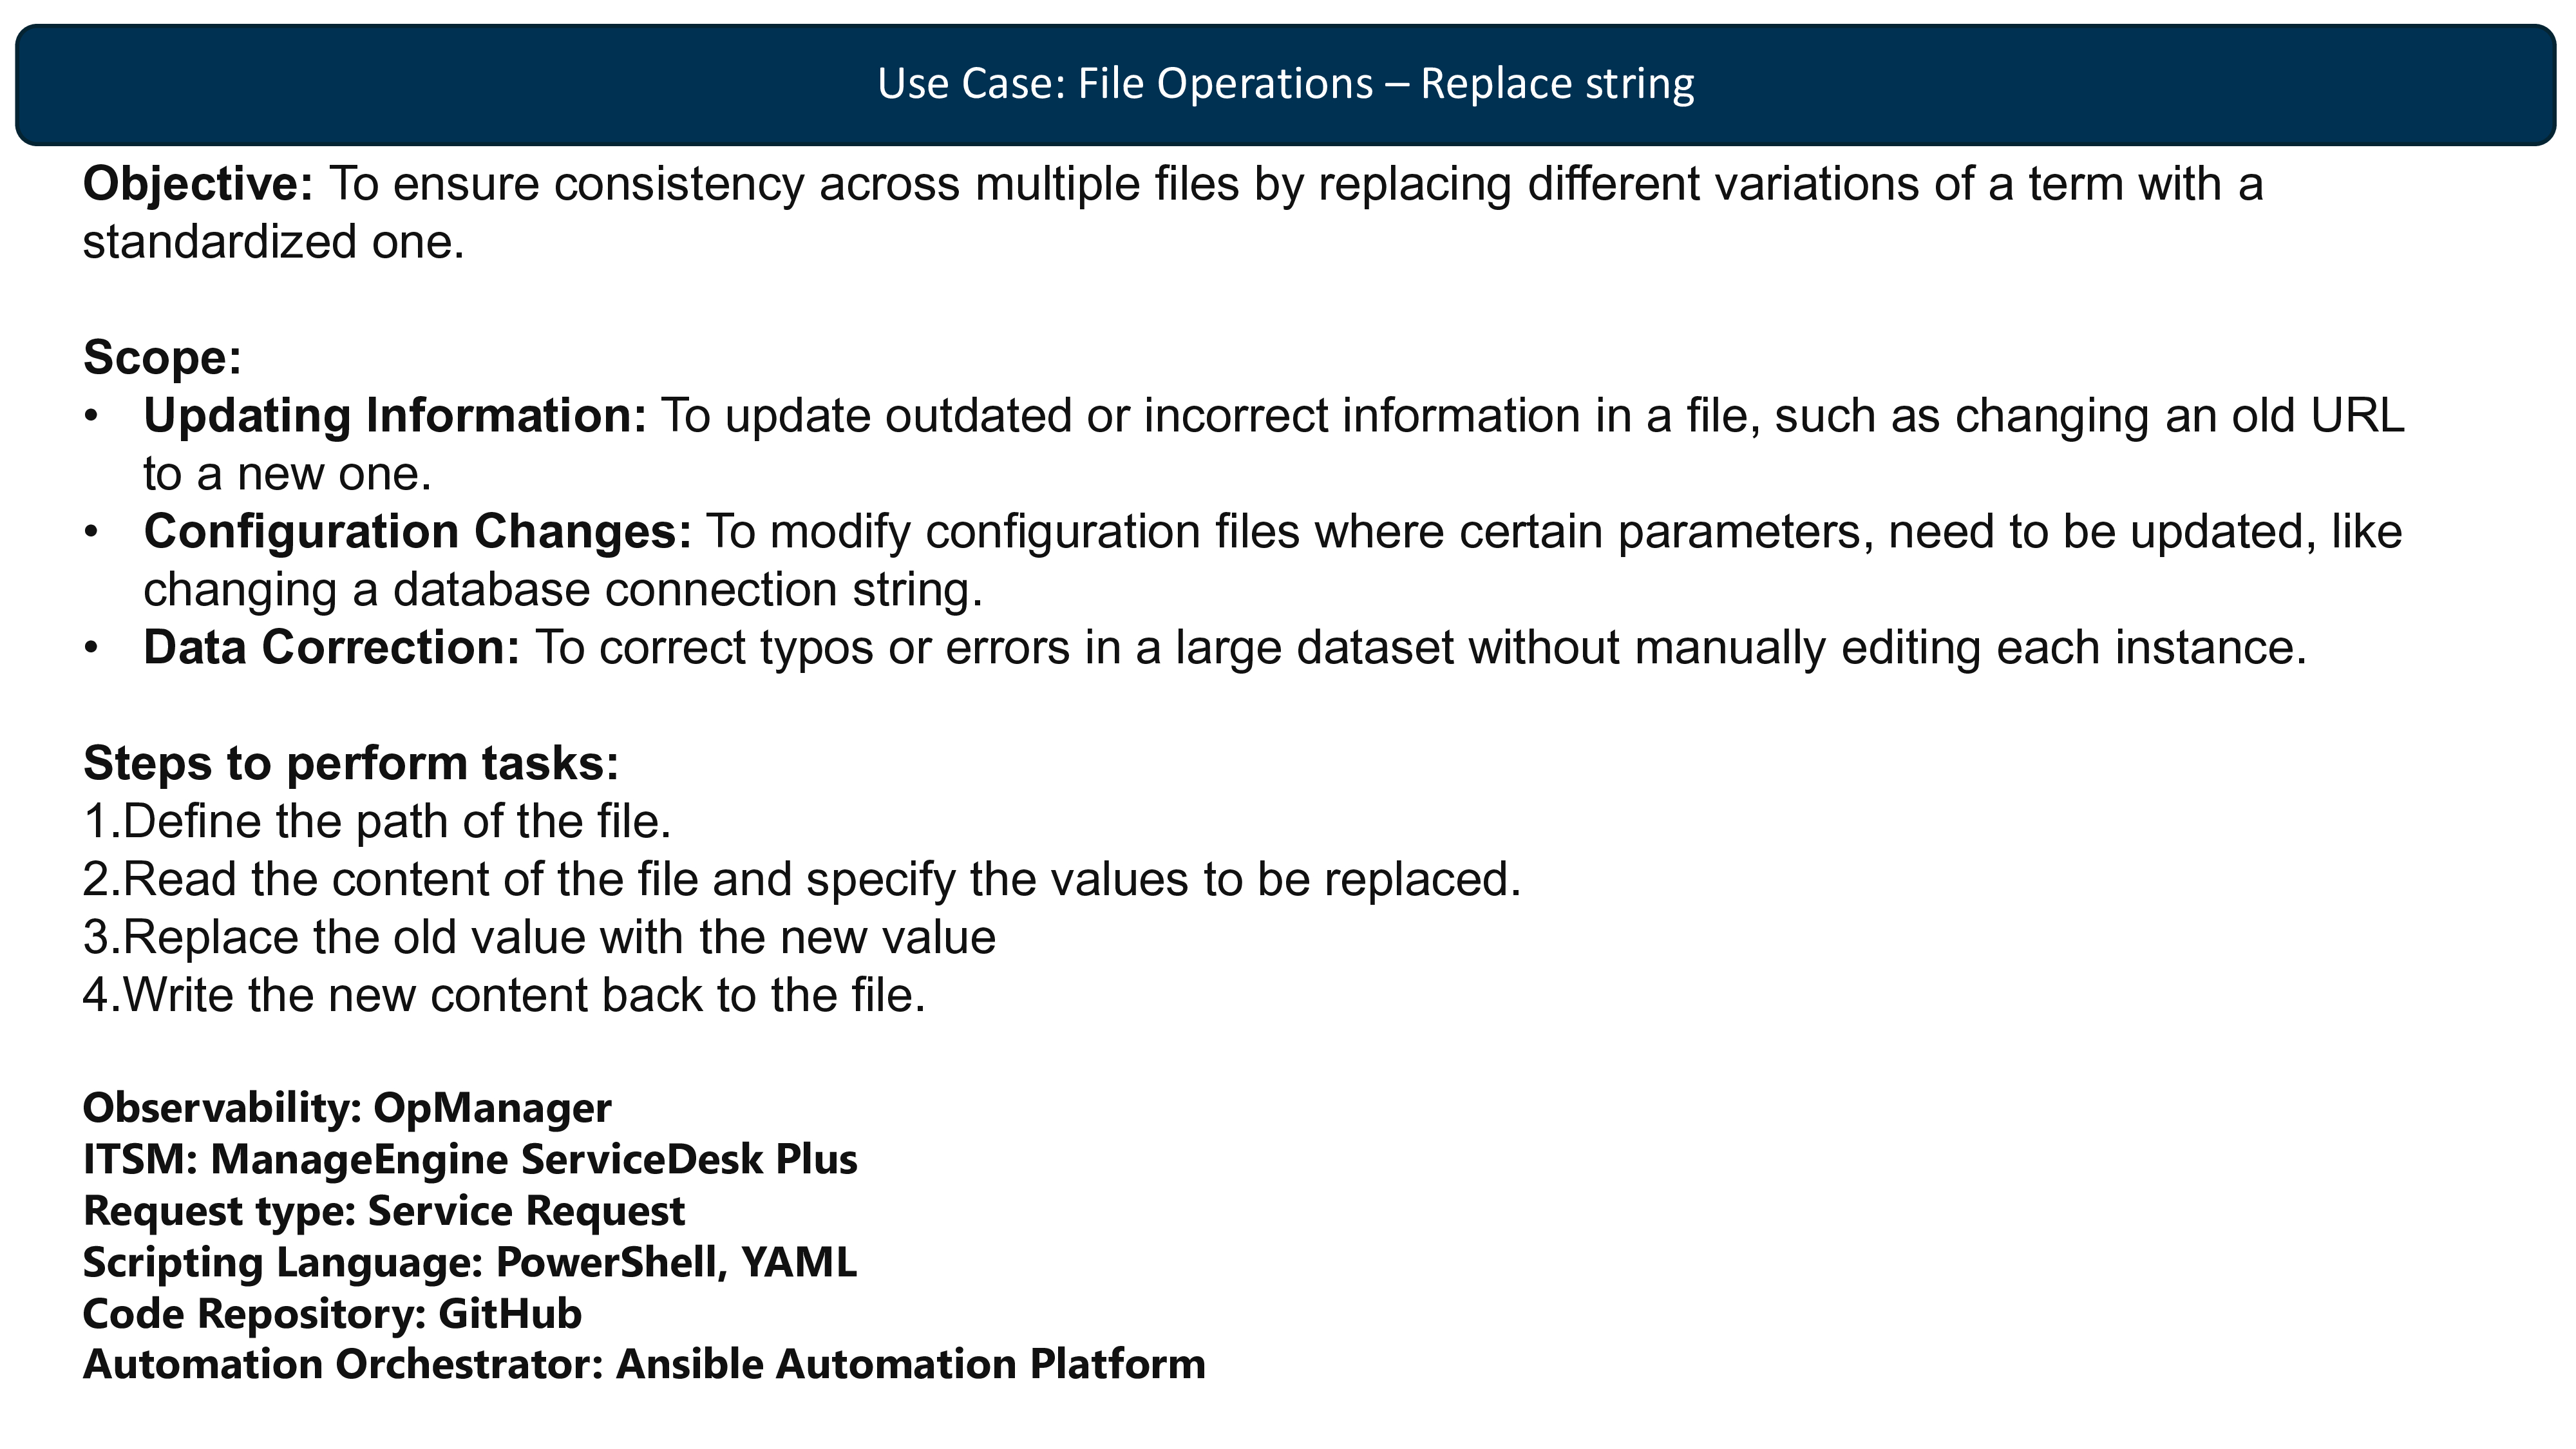 Use Case: File Operations – Replace string
Objective: To ensure consistency across multiple files by replacing different variations of a term with a
standardized one.
Scope:
• Updating Information: To update outdated or incorrect information in a file, such as changing an old URL
to a new one.
• Configuration Changes: To modify configuration files where certain parameters, need to be updated, like
changing a database connection string.
• Data Correction: To correct typos or errors in a large dataset without manually editing each instance.
Steps to perform tasks:
1.Define the path of the file.
2.Read the content of the file and specify the values to be replaced.
3.Replace the old value with the new value
4.Write the new content back to the file.
Observability: OpManager
ITSM: ManageEngine ServiceDesk Plus
Request type: Service Request
Scripting Language: PowerShell, YAML
Code Repository: GitHub
Automation Orchestrator: Ansible Automation Platform